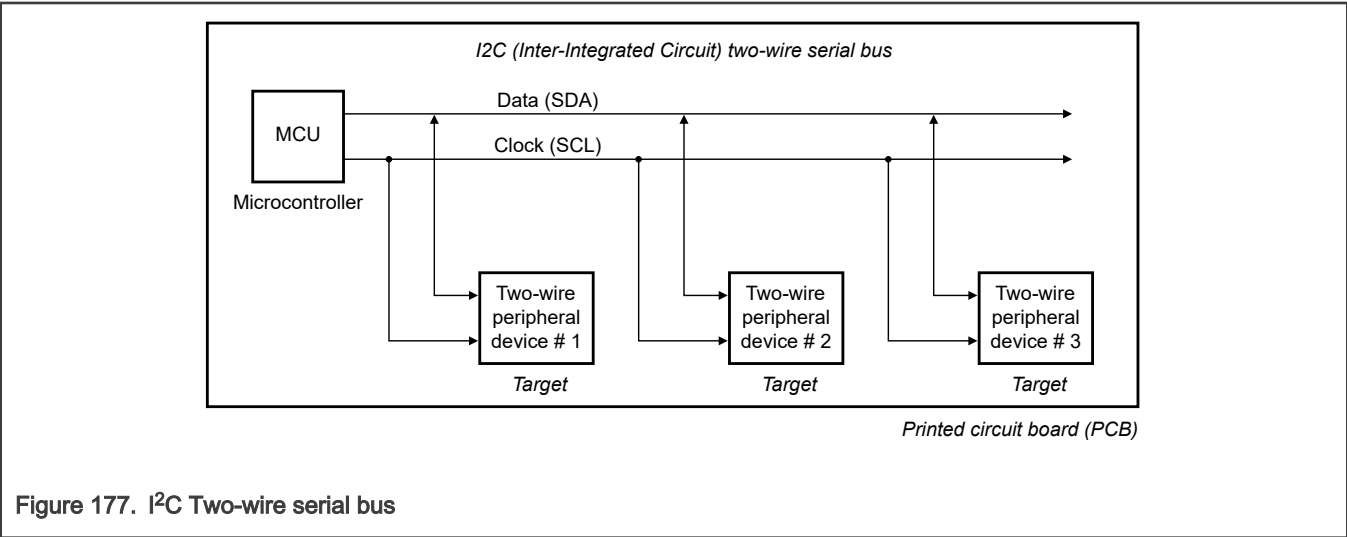 I2C (Inter-Integrated Circuit) two-wire serial bus
Data (SDA)
MCU
Clock (SCL)
Microcontroller
Two-wire
peripheral
device # 1
Target
Two-wire
peripheral
device # 2
Target
Two-wire
peripheral
device # 3
Target
Printed circuit board (PCB)
Figure 177. I²C Two-wire serial bus